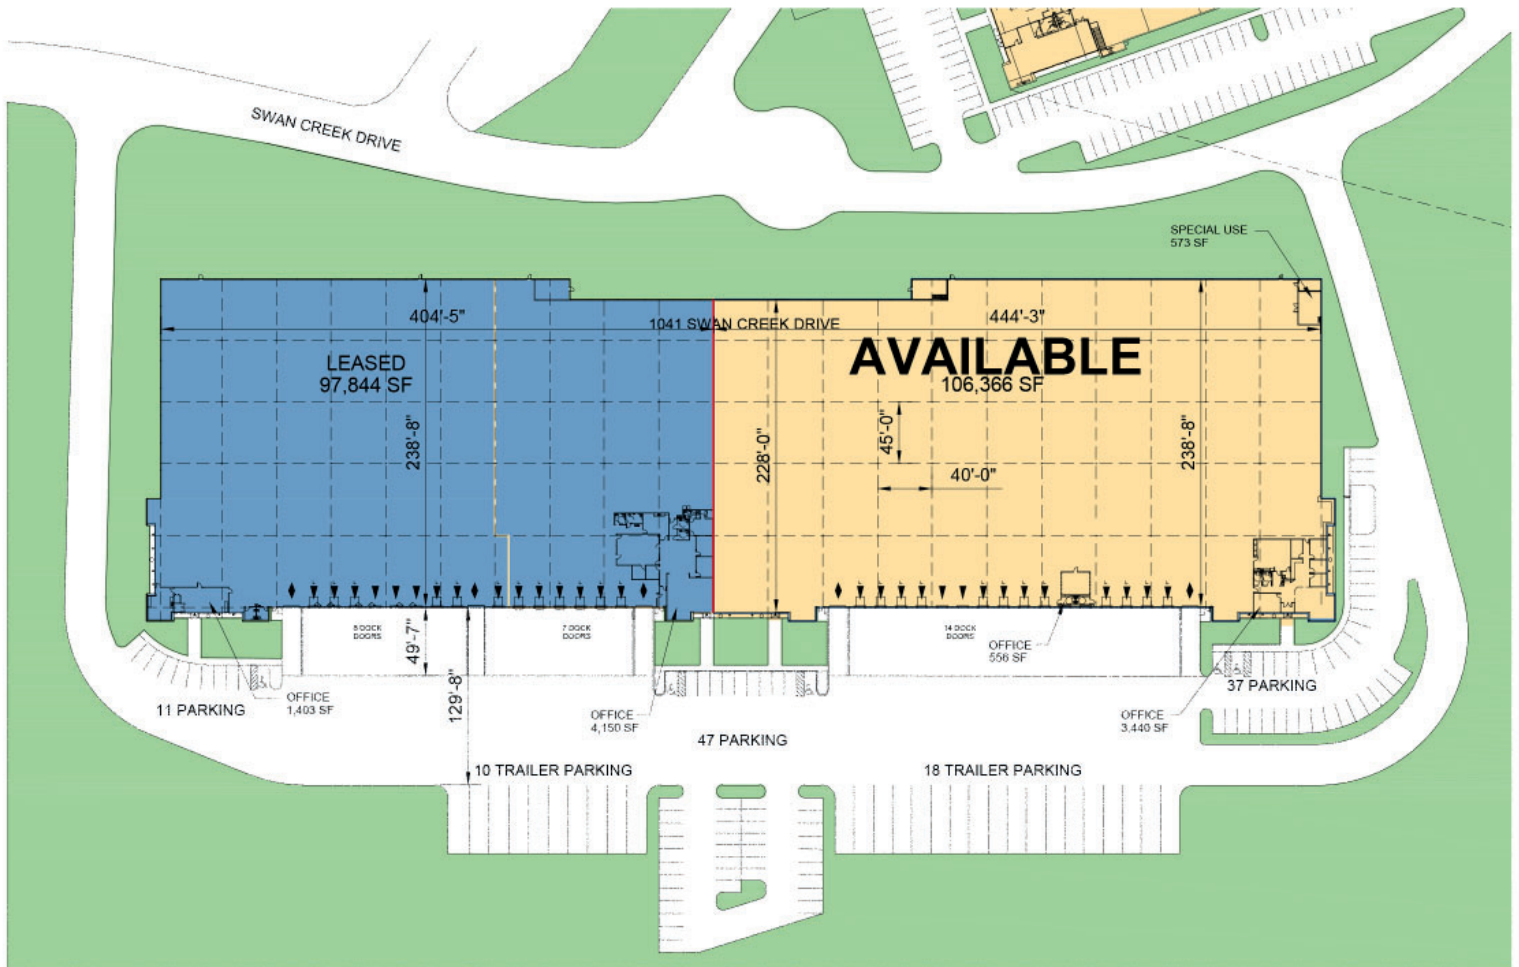 SWAN CREEK DRIVE
SPECIAL USE
573 SF
404'-5"
1041 SWAN CREEK DRIVE
444'-3"
LEASED
97,844 SF
AVAILABLE
106,366 SF
238'-8"
228'-0"
45'-0"
238'-8"
40'-0"
8 DOCK
DOORS
7 DOCK
DOORS
14 DOCK
DOORS
49'-7"
OFFICE
556 SF
129'-8"
37 PARKING
OFFICE
1,403 SF
11 PARKING
OFFICE
4,150 SF
OFFICE
3,440 SF
47 PARKING
10 TRAILER PARKING
18 TRAILER PARKING